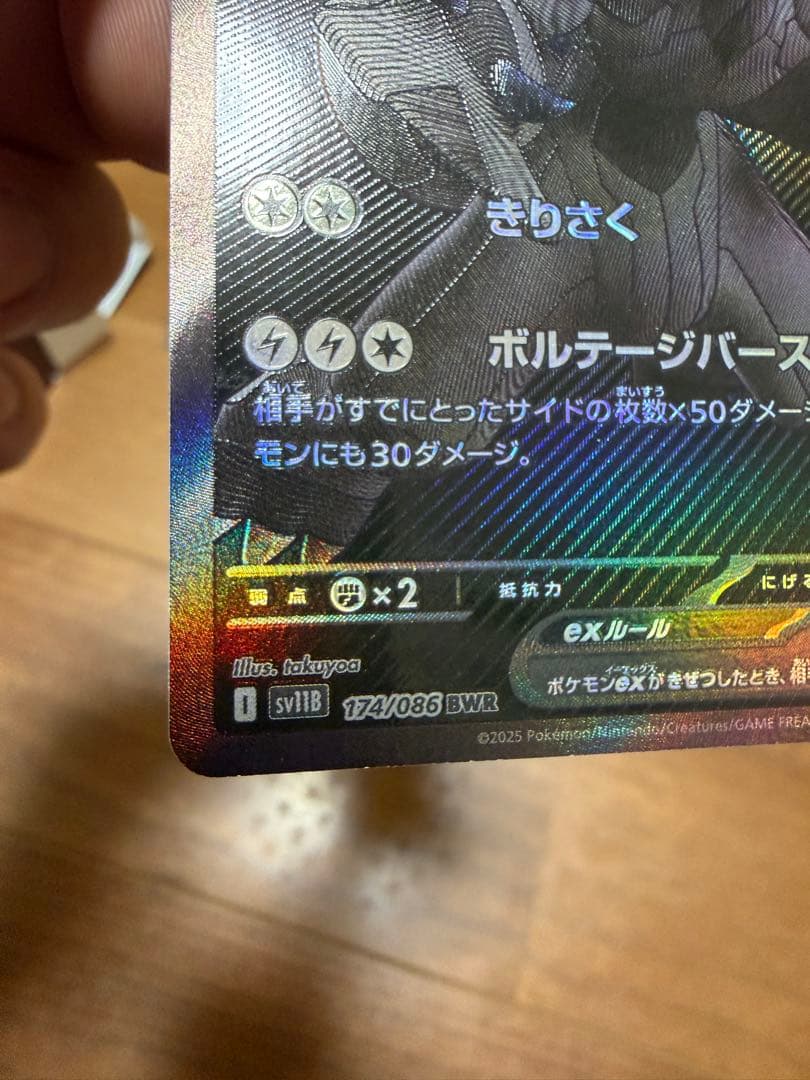 きりさく
ボルテージバース
あいて
まいすう
相手がすでにとったサイドの枚数×50ダメージ
モンにも30ダメージ。
弱点 ×2 抵抗力 にげる
exルール
イーエックス
ポケモンexがきぜつしたとき、相
Illus. takuyoa
I sv11B 174/086 BWR
©2025 Pokémon/Nintendo/Creatures/GAME FREA